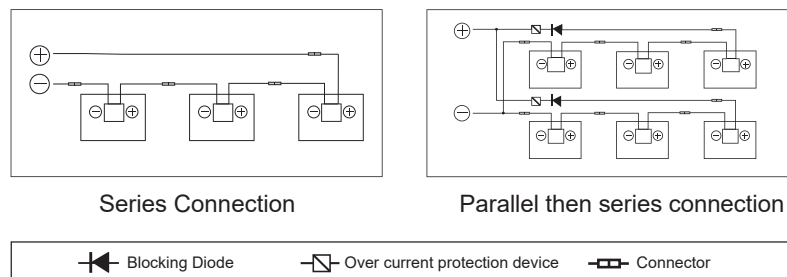 Series Connection
Parallel then series connection
Blocking Diode
Over current protection device
Connector